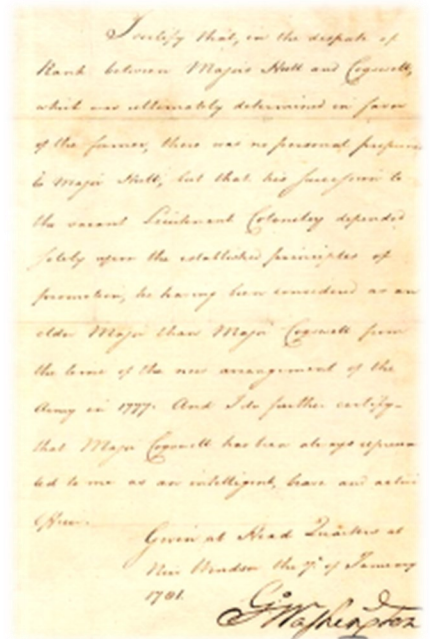 I certify that, in the dispute of
Rank between Majors Hull and Cogswell,
which was ultimately determined in favor
of the former, there was no personal
to Major Hull, but that his succession to
the vacant Lieutenant Colonelcy depended
solely upon the established principles of
promotion, he having been considered as an
older Major than Major Cogswell from
the time of the new arrangement of the
Army in 1777. And I do further certify
that Major Cogswell has been always represen
ted to me as an intelligent, brave and active
Officer.
Given at Head Quarters at
New Windsor the of January
1781.
Go Washington